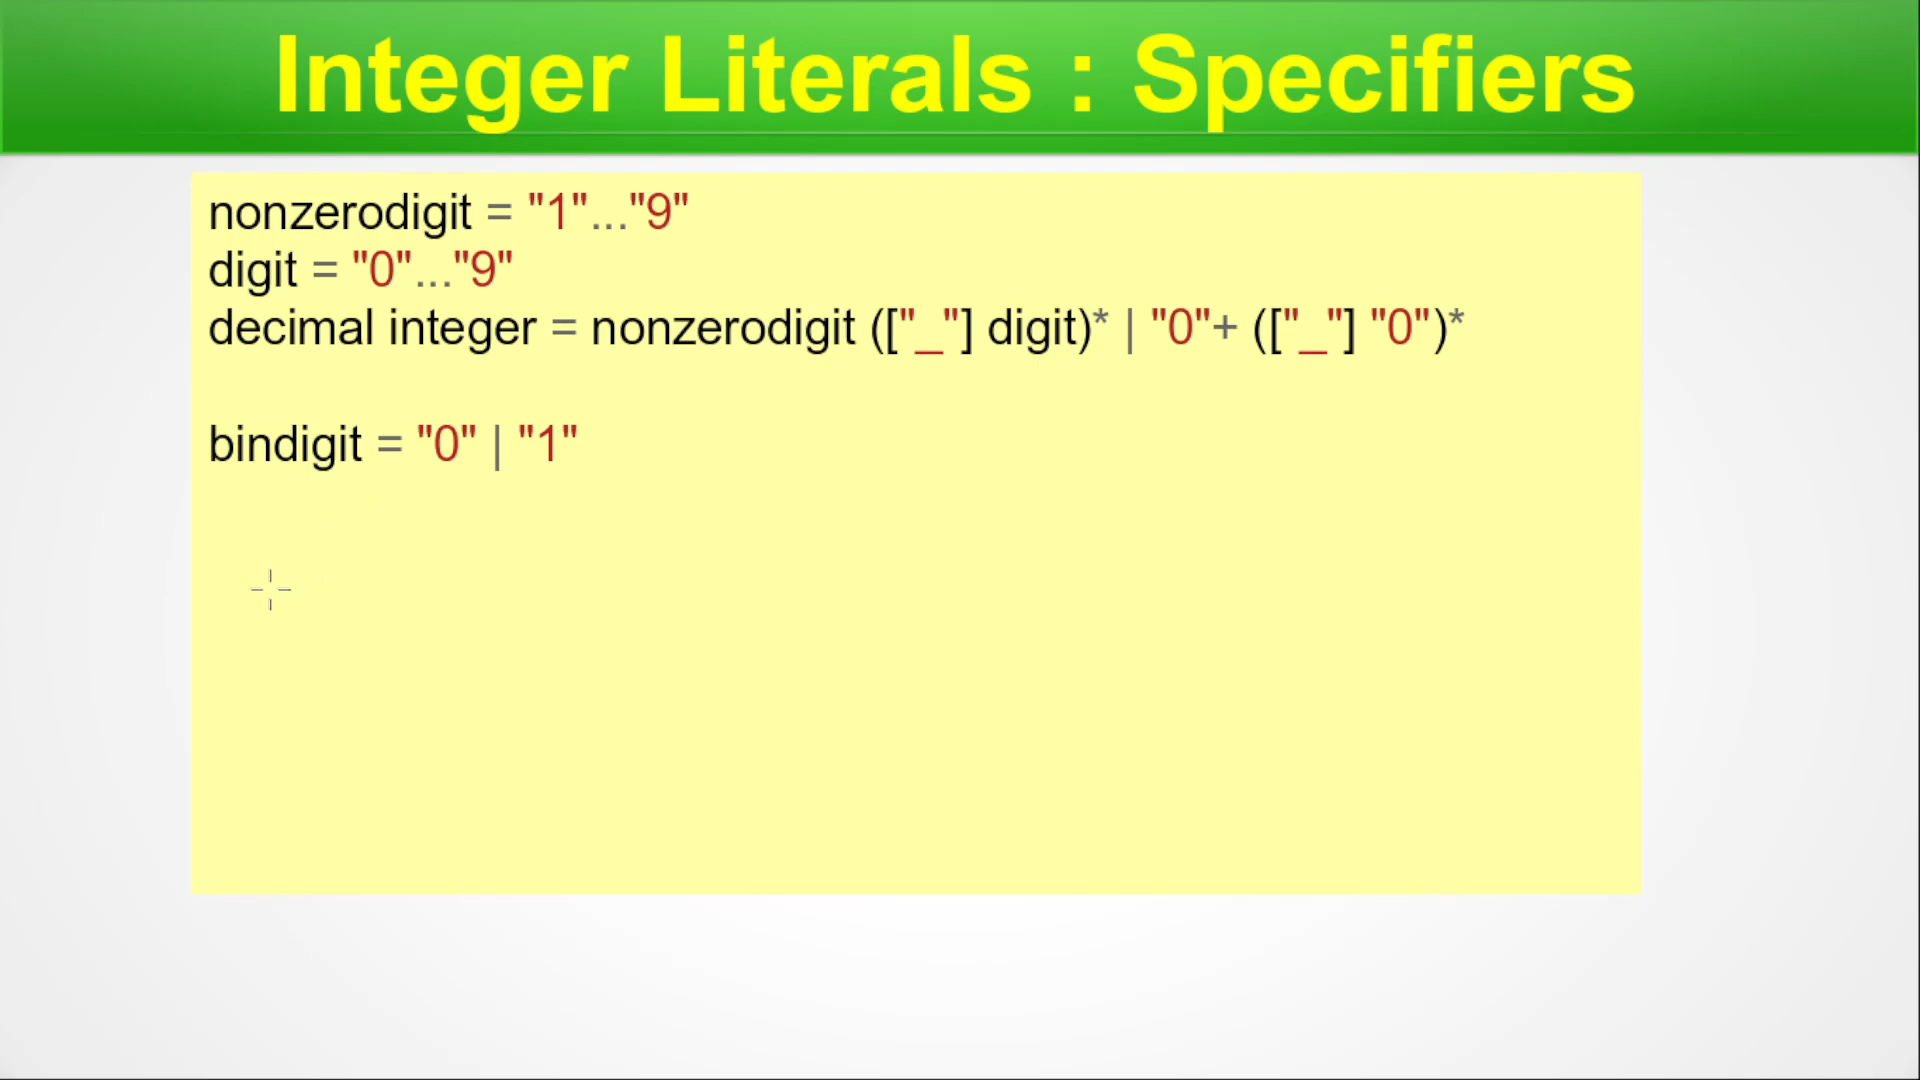 Integer Literals : Specifiers
nonzerodigit = "1"..."9"
digit = "0"..."9"
decimal integer = nonzerodigit (["_"] digit)* | "0"+ (["_"] "0")*
bindigit = "0" | "1"